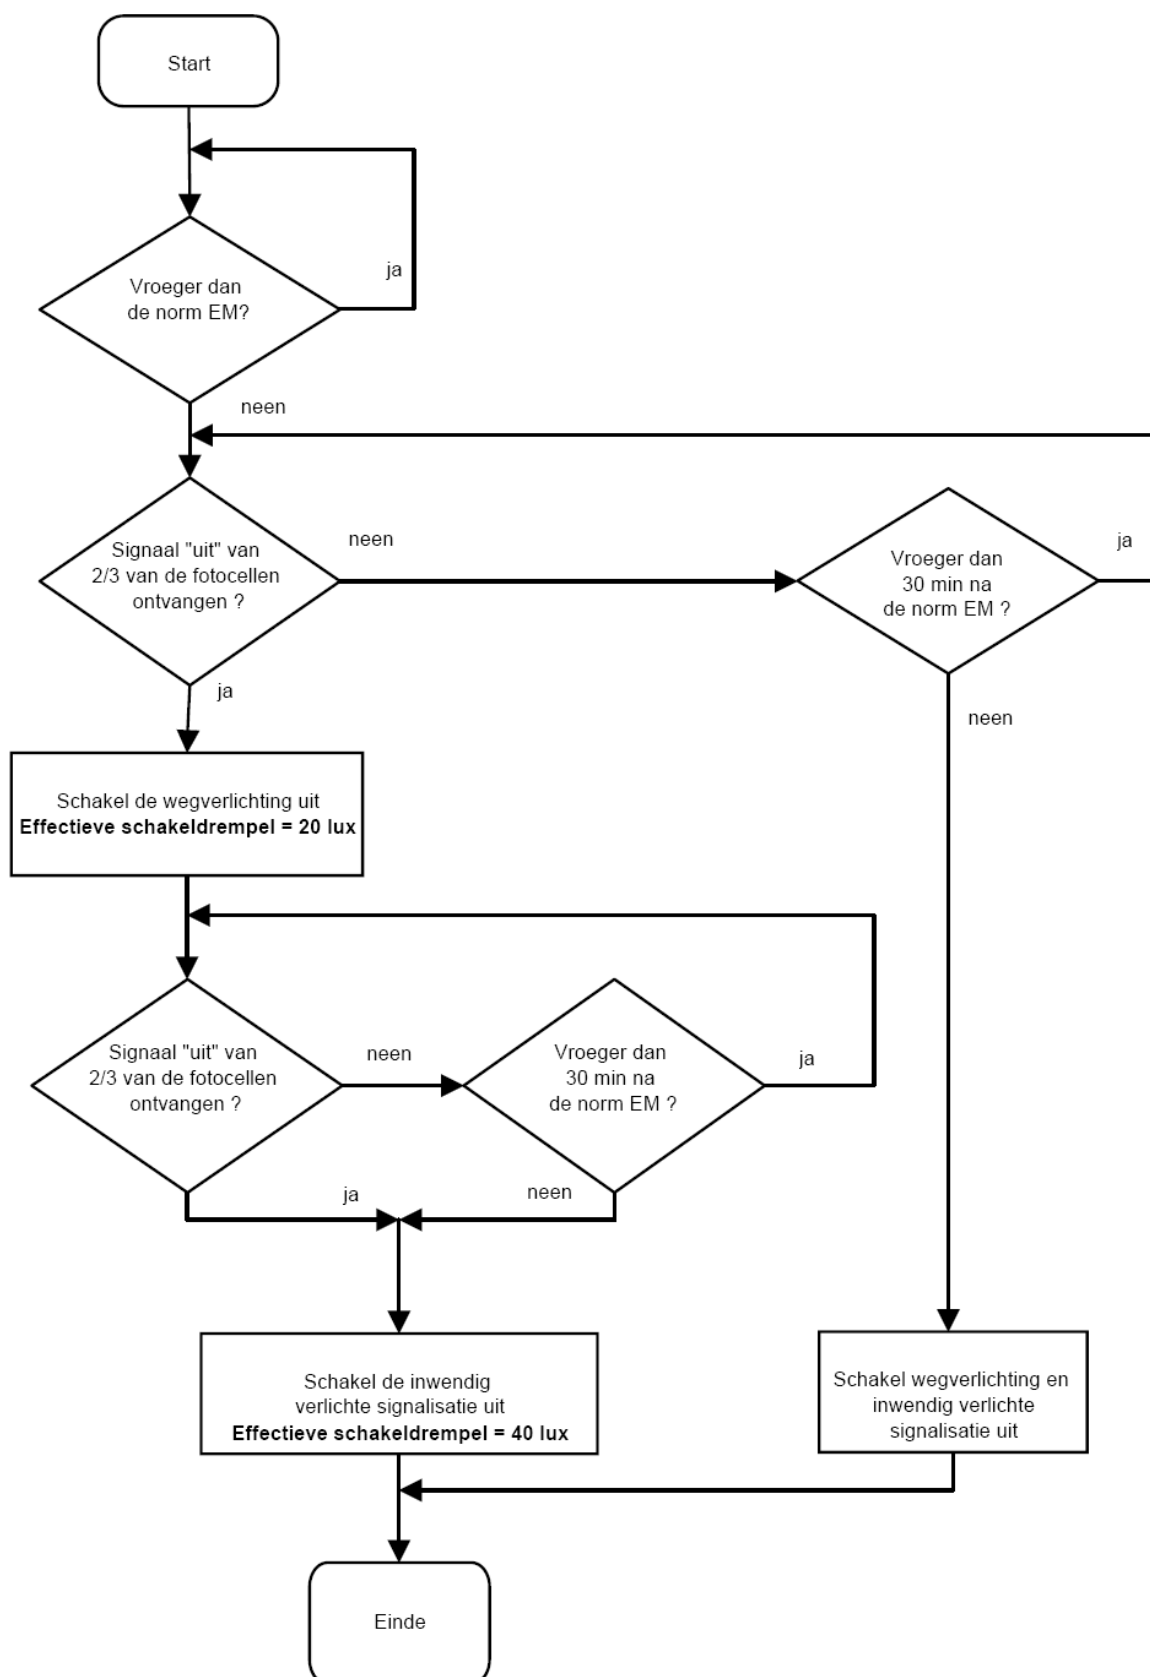 Start
Vroeger dan
de norm EM?
ja
neen
Signaal "uit" van
2/3 van de fotocellen
ontvangen ?
neen
Vroeger dan
30 min na
de norm EM ?
ja
ja
neen
Schakel de wegverlichting uit
Effectieve schakeldrempel = 20 lux
Signaal "uit" van
2/3 van de fotocellen
ontvangen ?
neen
Vroeger dan
30 min na
de norm EM ?
ja
ja
neen
Schakel de inwendig
verlichte signalisatie uit
Effectieve schakeldrempel = 40 lux
Schakel wegverlichting en
inwendig verlichte
signalisatie uit
Einde